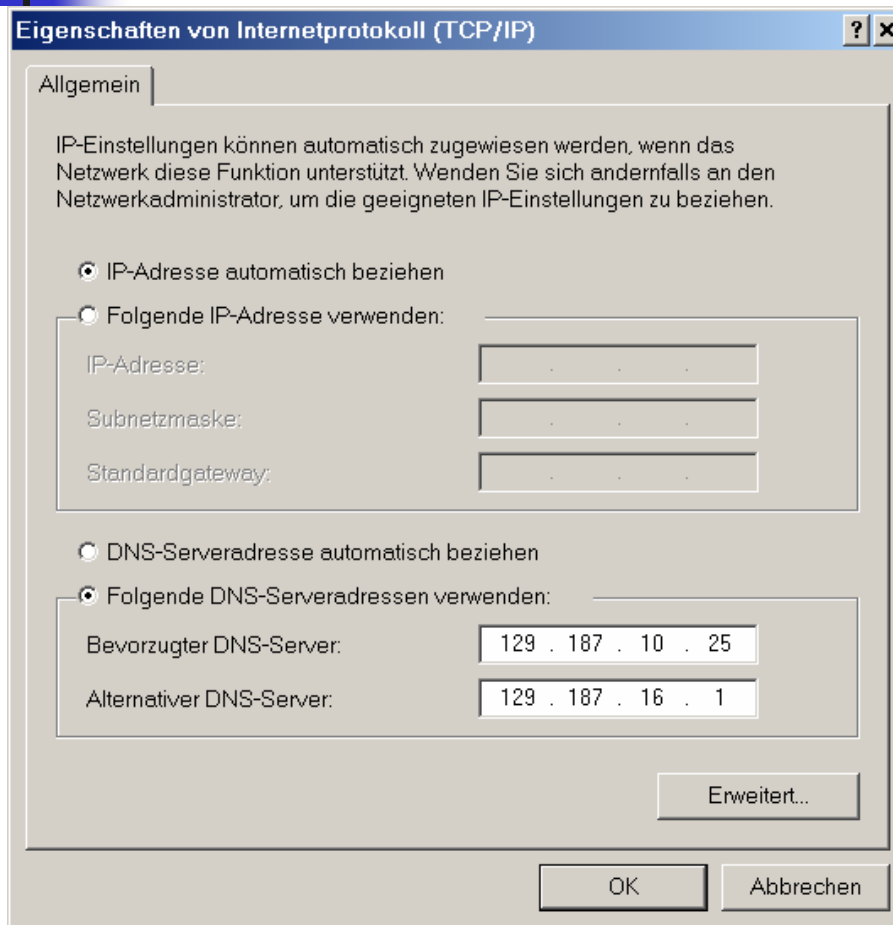 Eigenschaften von Internetprotokoll (TCP/IP)
Allgemein
IP-Einstellungen können automatisch zugewiesen werden, wenn das
Netzwerk diese Funktion unterstützt. Wenden Sie sich andernfalls an den
Netzwerkadministrator, um die geeigneten IP-Einstellungen zu beziehen.
IP-Adresse automatisch beziehen
Folgende IP-Adresse verwenden:
IP-Adresse:
Subnetzmaske:
Standardgateway:
DNS-Serveradresse automatisch beziehen
Folgende DNS-Serveradressen verwenden:
Bevorzugter DNS-Server: 129 . 187 . 10 . 25
Alternativer DNS-Server: 129 . 187 . 16 . 1
Erweitert...
OK Abbrechen